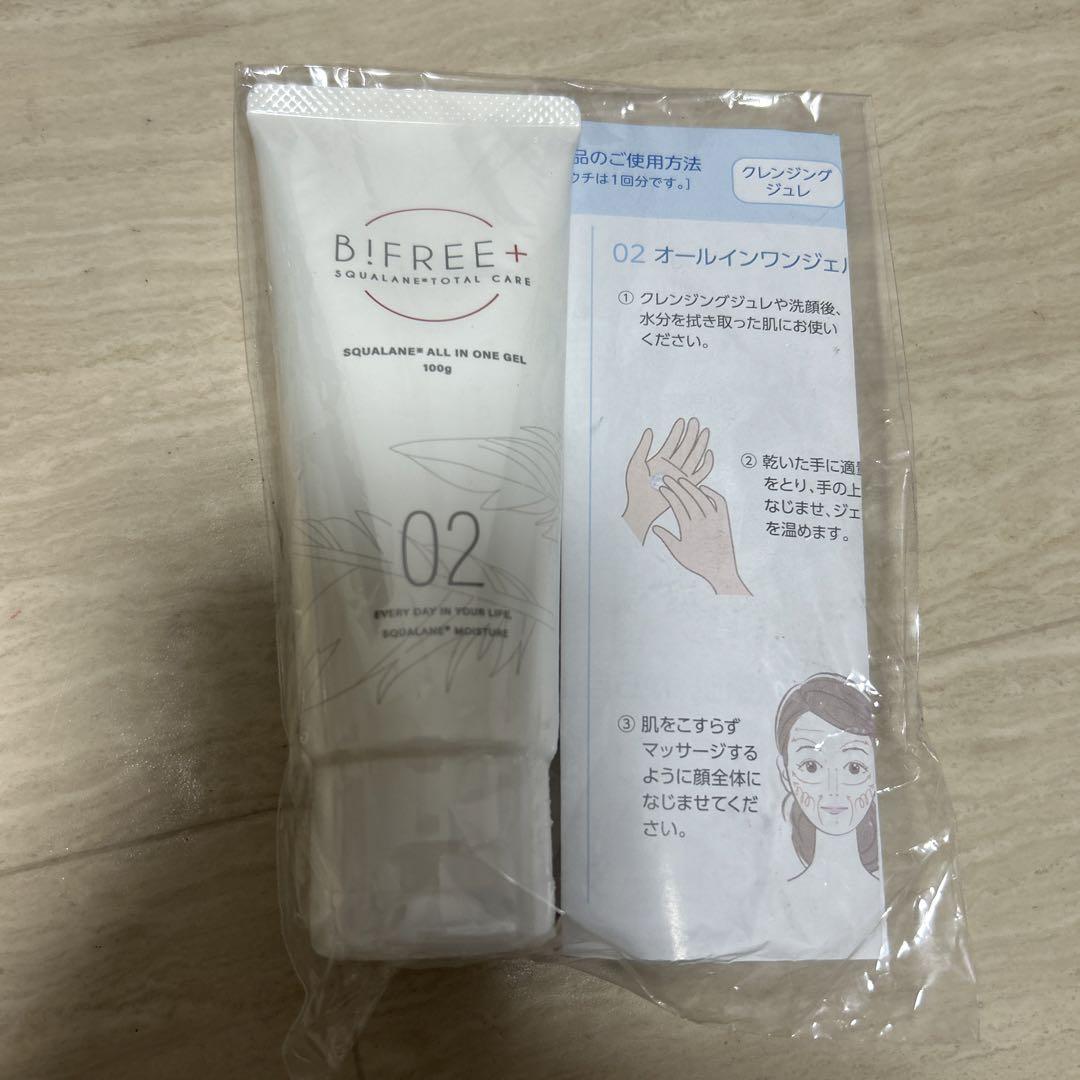 B!FREE+
SQUALANE*TOTAL CARE
SQUALANE* ALL IN ONE GEL
100g
02
EVERY DAY IN YOUR LIFE,
SQUALANE* MOISTURE
品のご使用方法
ウチは1回分です。]
クレンジング
ジュレ
02 オールインワンジェル
① クレンジングジュレや洗顔後、
水分を拭き取った肌にお使い
ください。
② 乾いた手に適量
をとり、手の上
なじませ、ジェ
を温めます。
③ 肌をこすらず
マッサージする
ように顔全体に
なじませてくだ
さい。